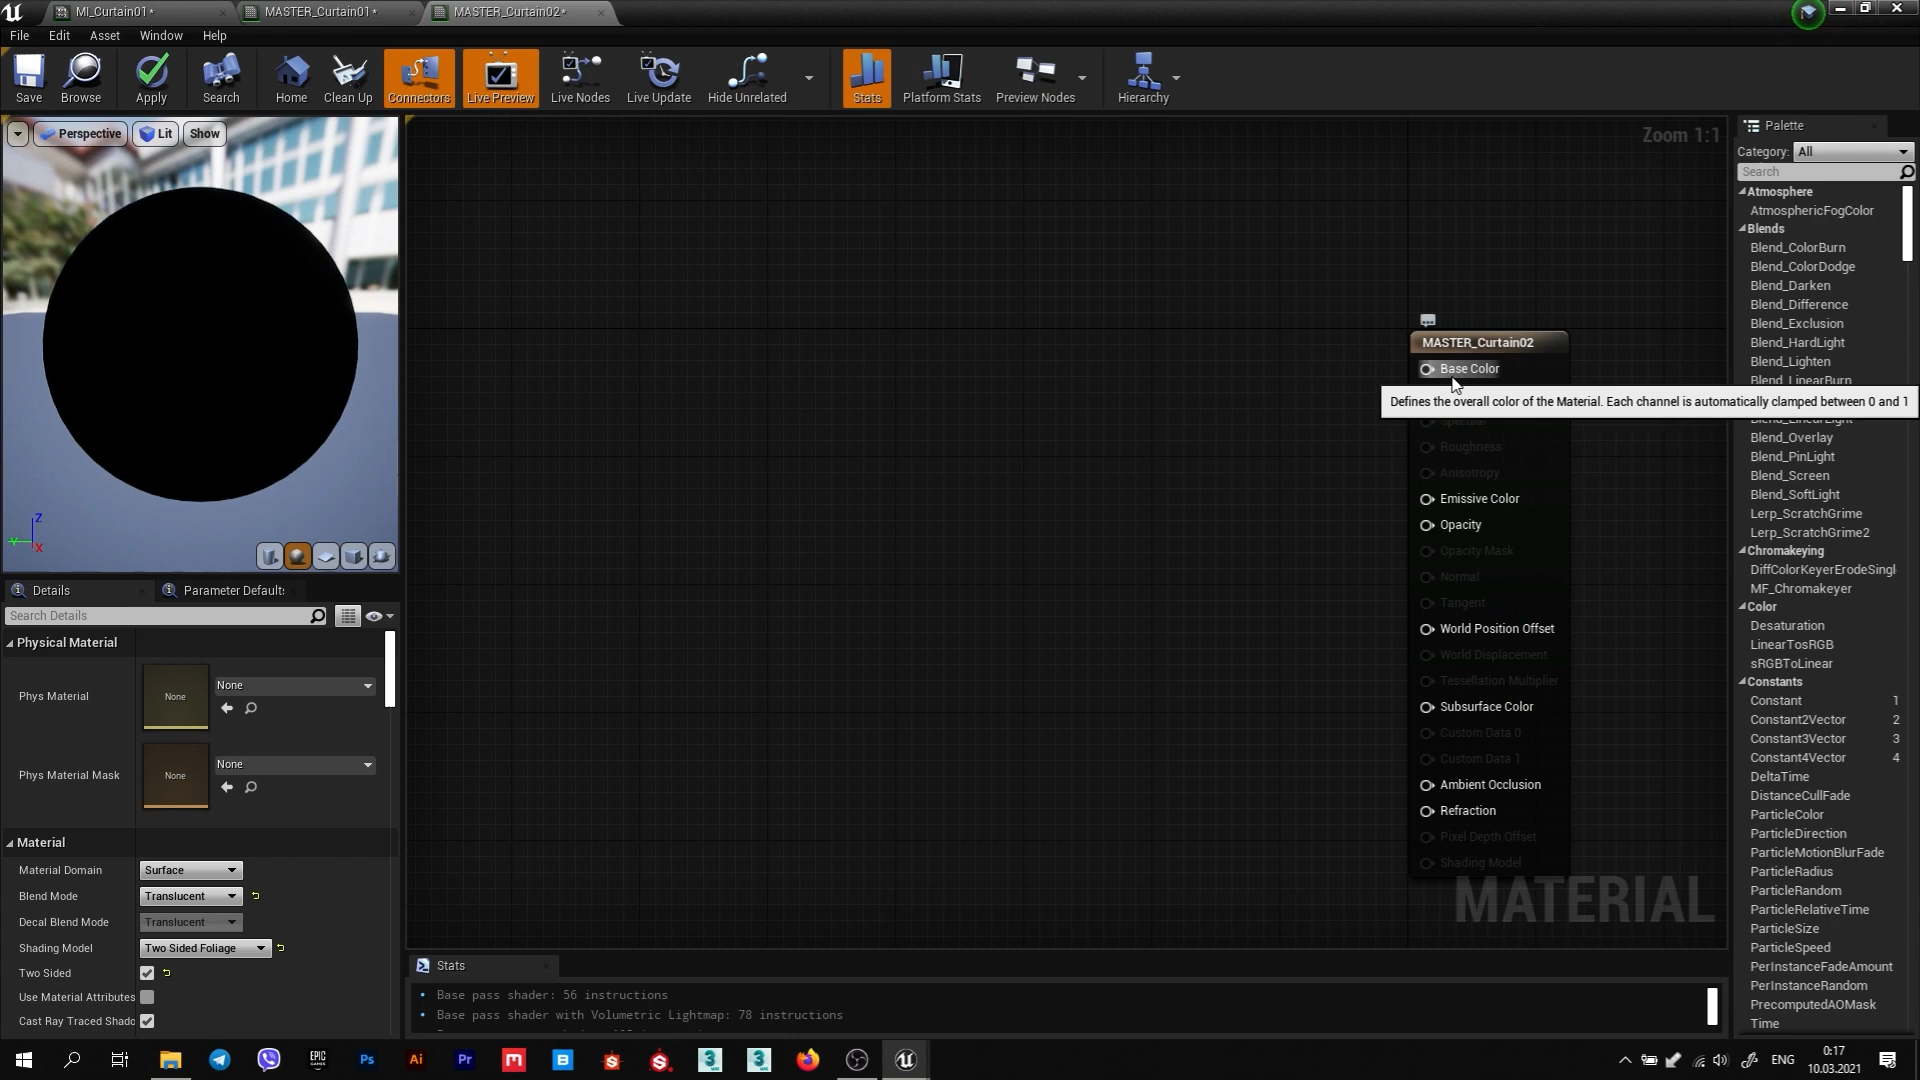 MI_Curtain01*
MASTER_Curtain01*
MASTER_Curtain02*
File Edit Asset Window Help
Save Browse Apply Search Home Clean Up Connectors Live Preview Live Nodes Live Update Hide Unrelated Stats Platform Stats Preview Nodes Hierarchy
Perspective Lit Show
Zoom 1:1
Palette
Category: All
Search
Atmosphere
AtmosphericFogColor
Blends
Blend_ColorBurn
Blend_ColorDodge
Blend_Darken
Blend_Difference
Blend_Exclusion
Blend_HardLight
Blend_Lighten
Blend_LinearBurn
Blend_LinearLight
Blend_Overlay
Blend_PinLight
Blend_Screen
Blend_SoftLight
Lerp_ScratchGrime
Lerp_ScratchGrime2
Chromakeying
DiffColorKeyerErodeSingl
MF_Chromakeyer
Color
Desaturation
LinearTosRGB
sRGBToLinear
Constants
Constant 1
Constant2Vector 2
Constant3Vector 3
Constant4Vector 4
DeltaTime
DistanceCullFade
ParticleColor
ParticleDirection
ParticleMotionBlurFade
ParticleRadius
ParticleRandom
ParticleRelativeTime
ParticleSize
ParticleSpeed
PerInstanceFadeAmount
PerInstanceRandom
PrecomputedAOMask
Time
MASTER_Curtain02
Base Color
Defines the overall color of the Material. Each channel is automatically clamped between 0 and 1
Specular
Roughness
Anisotropy
Emissive Color
Opacity
Opacity Mask
Normal
Tangent
World Position Offset
World Displacement
Tessellation Multiplier
Subsurface Color
Custom Data 0
Custom Data 1
Ambient Occlusion
Refraction
Pixel Depth Offset
Shading Model
MATERIAL
Z
Y
X
Details
Parameter Default
Search Details
Physical Material
Phys Material
None
None
Phys Material Mask
None
None
Material
Material Domain Surface
Blend Mode Translucent
Decal Blend Mode Translucent
Shading Model Two Sided Foliage
Two Sided
Use Material Attributes
Cast Ray Traced Shado
Stats
• Base pass shader: 56 instructions
• Base pass shader with Volumetric Lightmap: 78 instructions
EPIC GAMES
Ps
Ai
Pr
ENG
0:17
10.03.2021